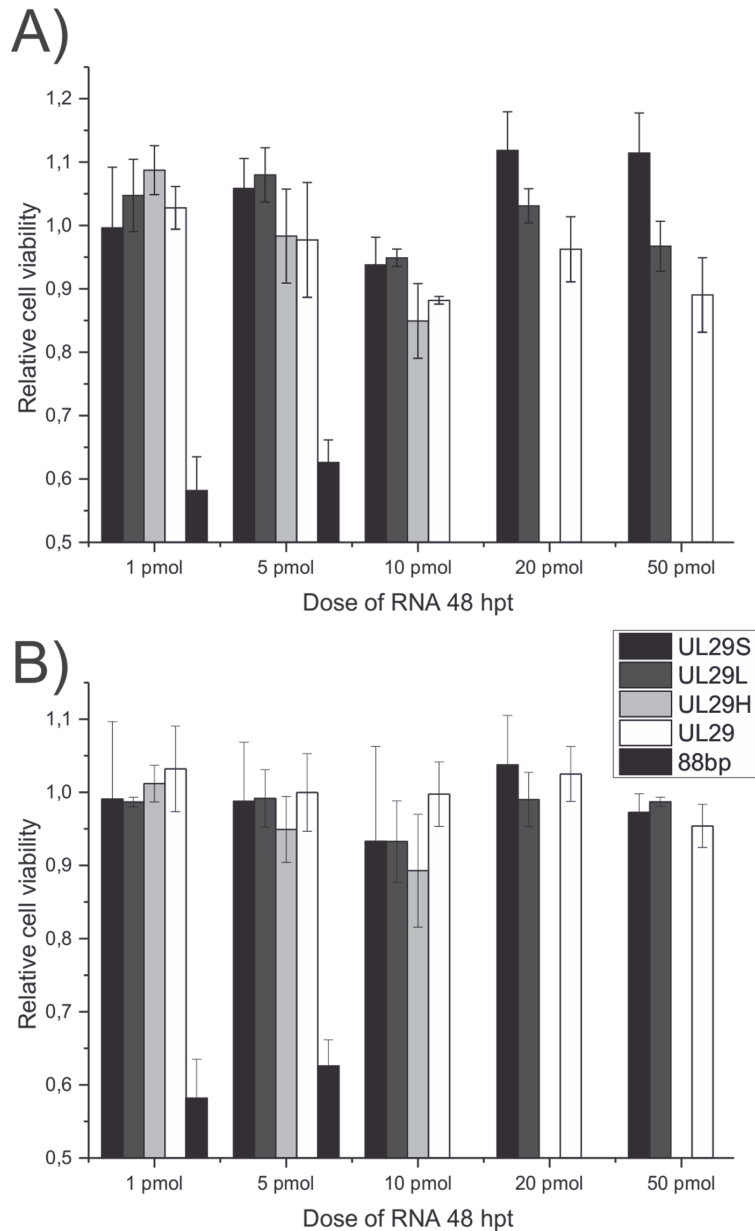 A)
1,2
1,1
1,0
0,9
0,8
0,7
0,6
0,5
Relative cell viability
1 pmol 5 pmol 10 pmol 20 pmol 50 pmol
Dose of RNA 48 hpt
B)
UL29S
UL29L
UL29H
UL29
88bp
1,1
1,0
0,9
0,8
0,7
0,6
0,5
Relative cell viability
1 pmol 5 pmol 10 pmol 20 pmol 50 pmol
Dose of RNA 48 hpt